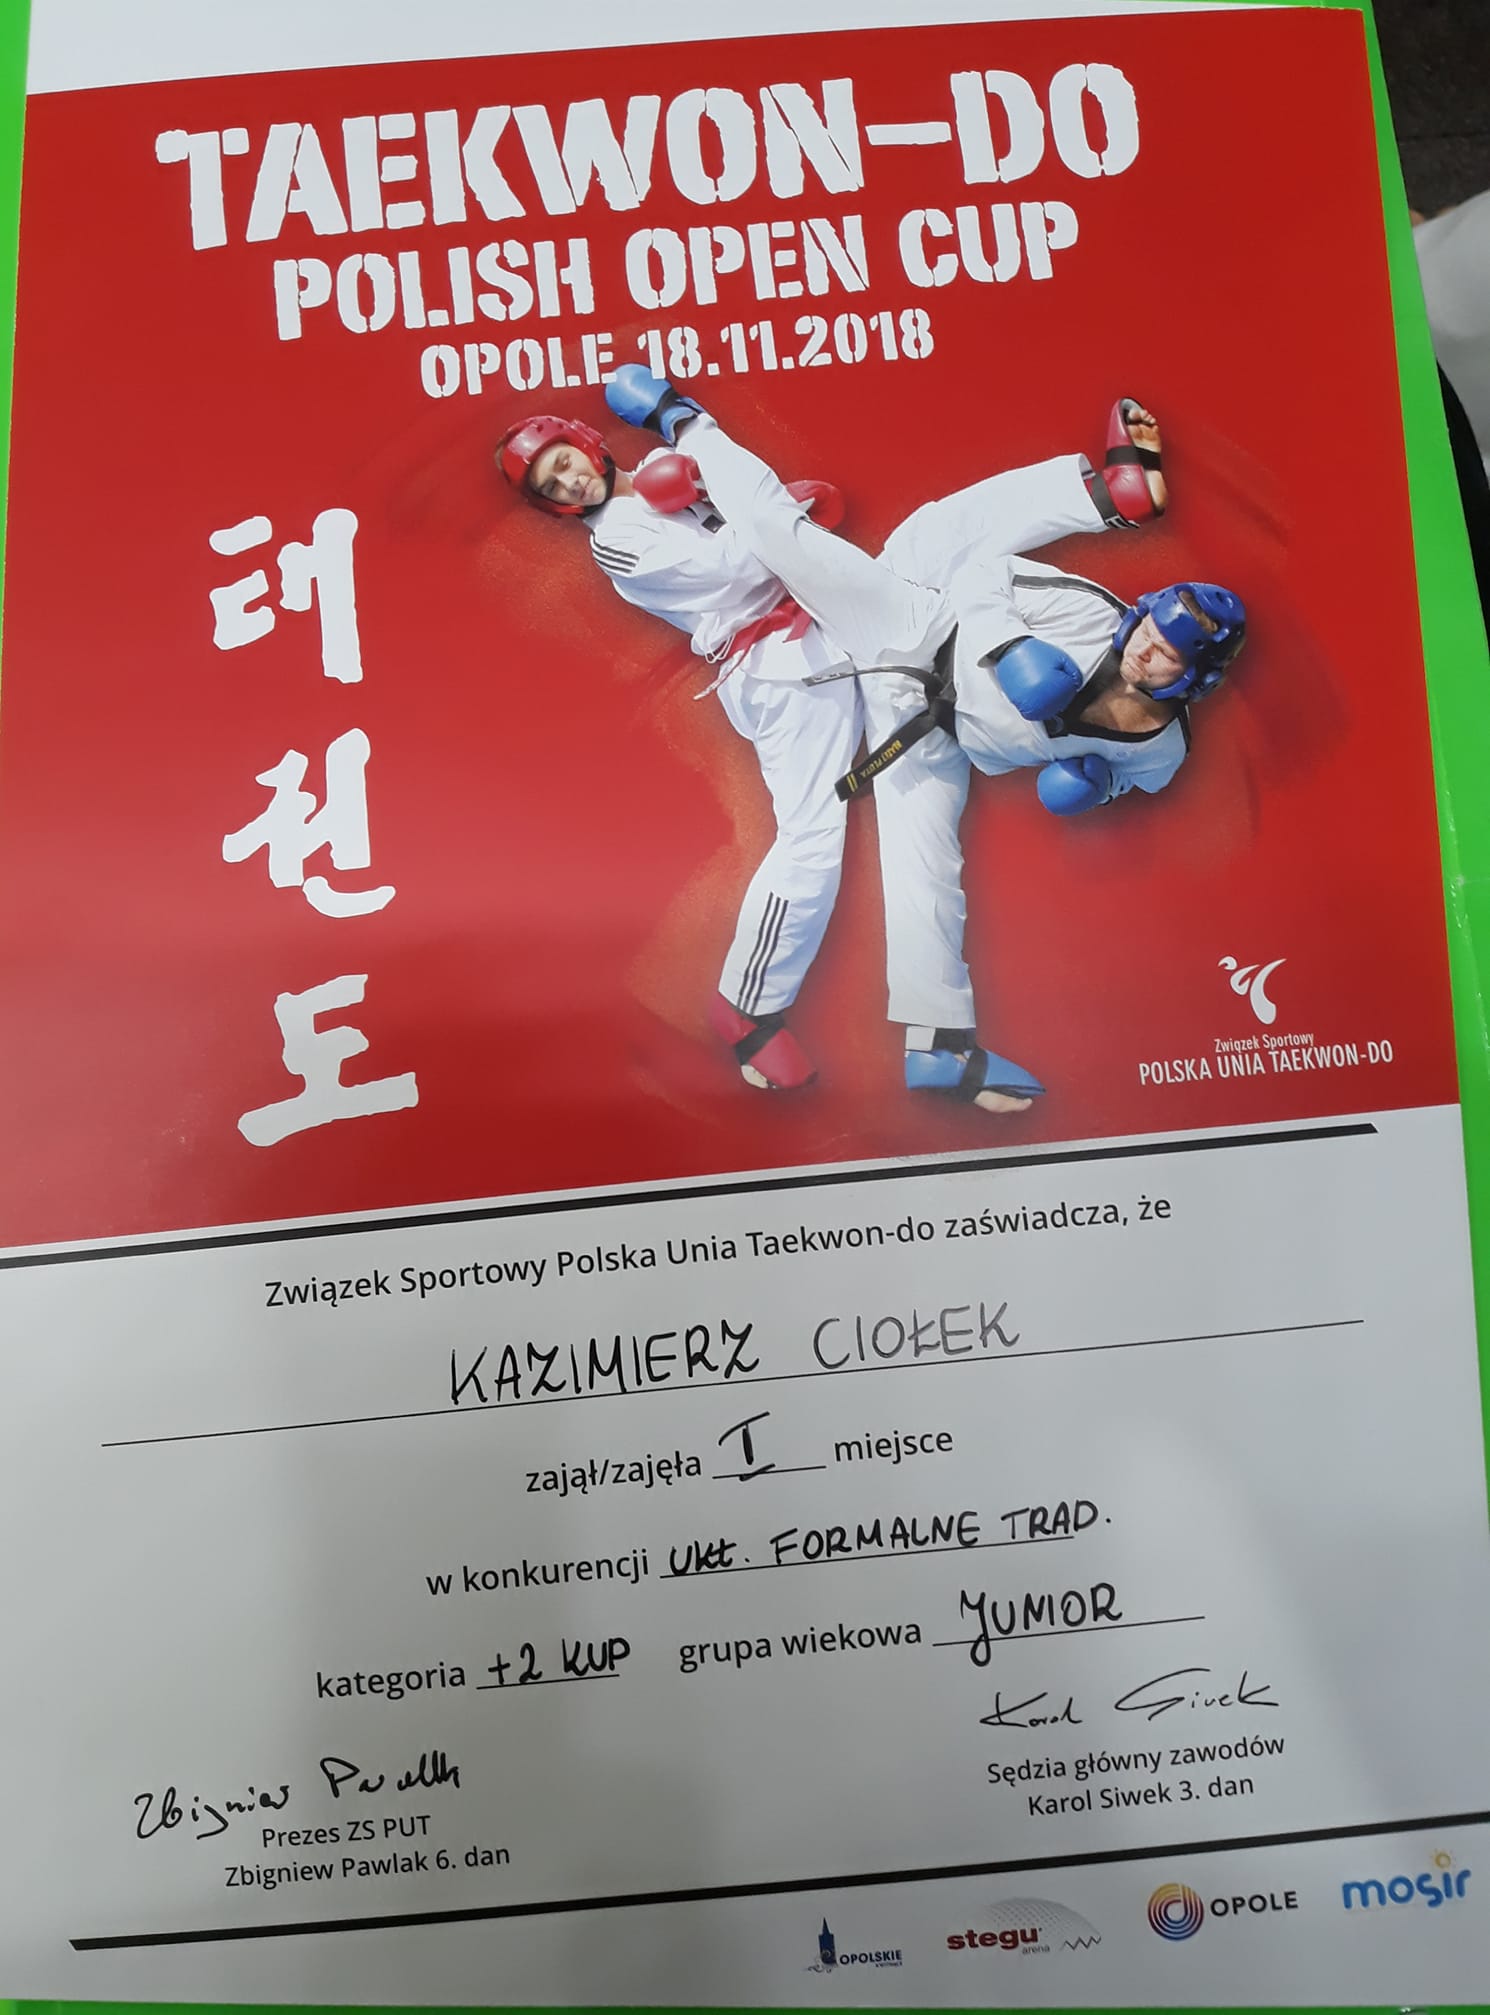 TAEKWON-DO
POLISH OPEN CUP
OPOLE 18.11.2018
태
권
도
Związek Sportowy
POLSKA UNIA TAEKWON-DO
Związek Sportowy Polska Unia Taekwon-do zaświadcza, że
KAZIMIERZ CIOŁEK
zajął/zajęła I miejsce
w konkurencji UKŁ. FORMALNE TRAD.
kategoria +2 KUP grupa wiekowa JUNIOR
Zbigniew Pawlak
Prezes ZS PUT
Zbigniew Pawlak 6. dan
Karol Siwek
Sędzia główny zawodów
Karol Siwek 3. dan
OPOLSKIE
stegu arena
OPOLE
mosir